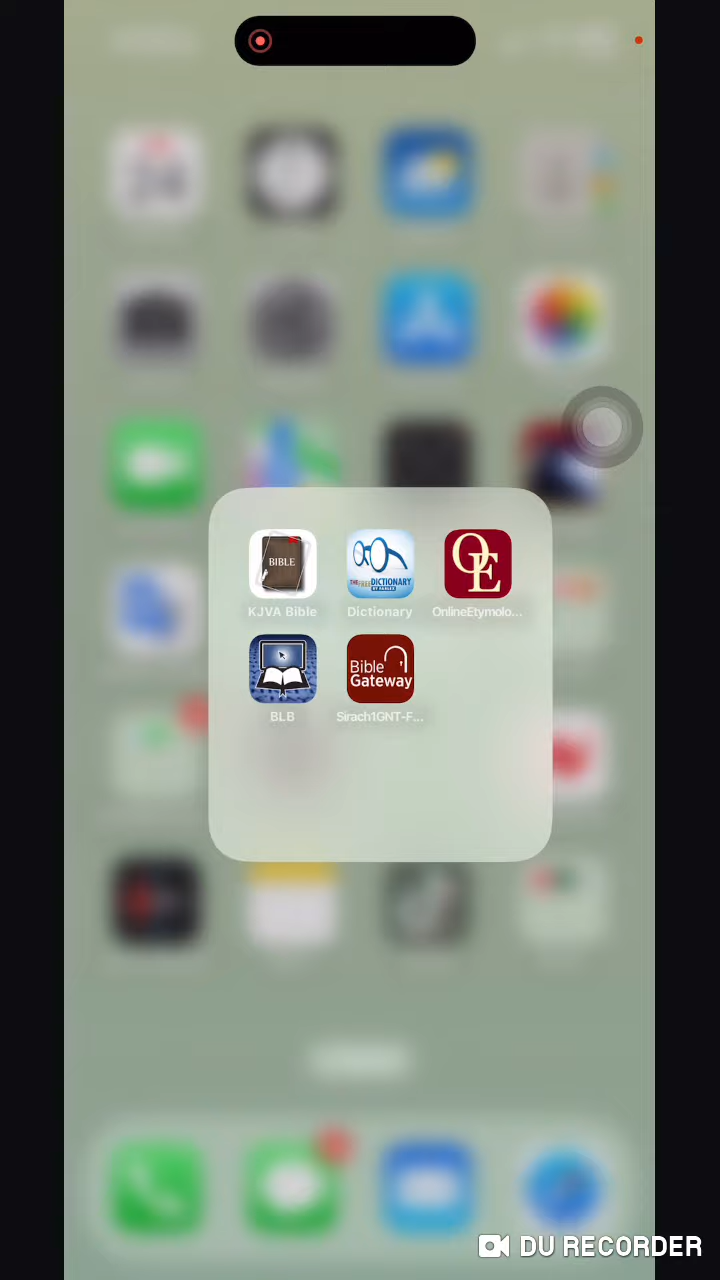 BIBLE
THE FREE DICTIONARY
BY FARLEX
OE
KJVA Bible
Dictionary
OnlineEtymolo...
Bible
Gateway
BLB
Sirach1GNT-F...
DU RECORDER